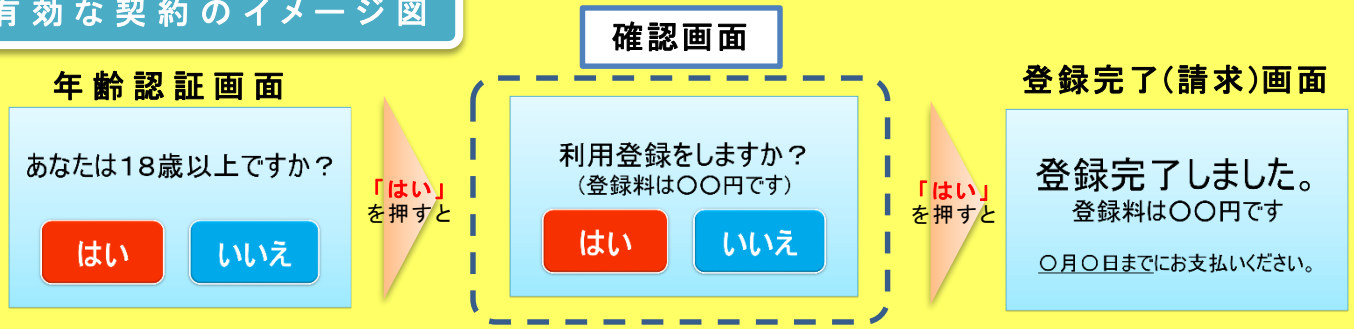 有効な契約のイメージ図
年齢認証画面
あなたは18歳以上ですか?
はい
いいえ
「はい」
を押すと
確認画面
利用登録をしますか?
(登録料は〇〇円です)
はい
いいえ
「はい」
を押すと
登録完了(請求)画面
登録完了しました。
登録料は〇〇円です
〇月〇日までにお支払いください。